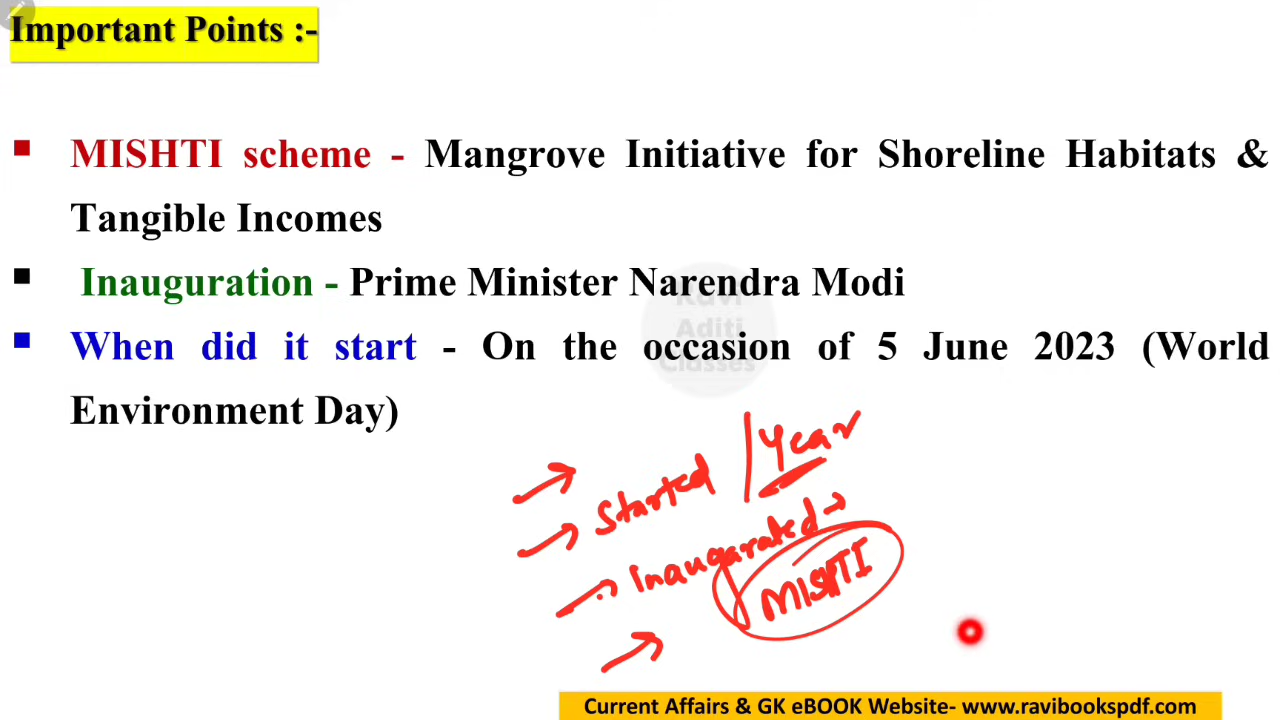 Important Points :-
MISHTI scheme - Mangrove Initiative for Shoreline Habitats &
Tangible Incomes
Inauguration - Prime Minister Narendra Modi
Ravi
Aditi
Classes
When did it start - On the occasion of 5 June 2023 (World
Environment Day)
Started / Year
Inaugarated
MISHTI
Current Affairs & GK eBOOK Website- www.ravibookspdf.com